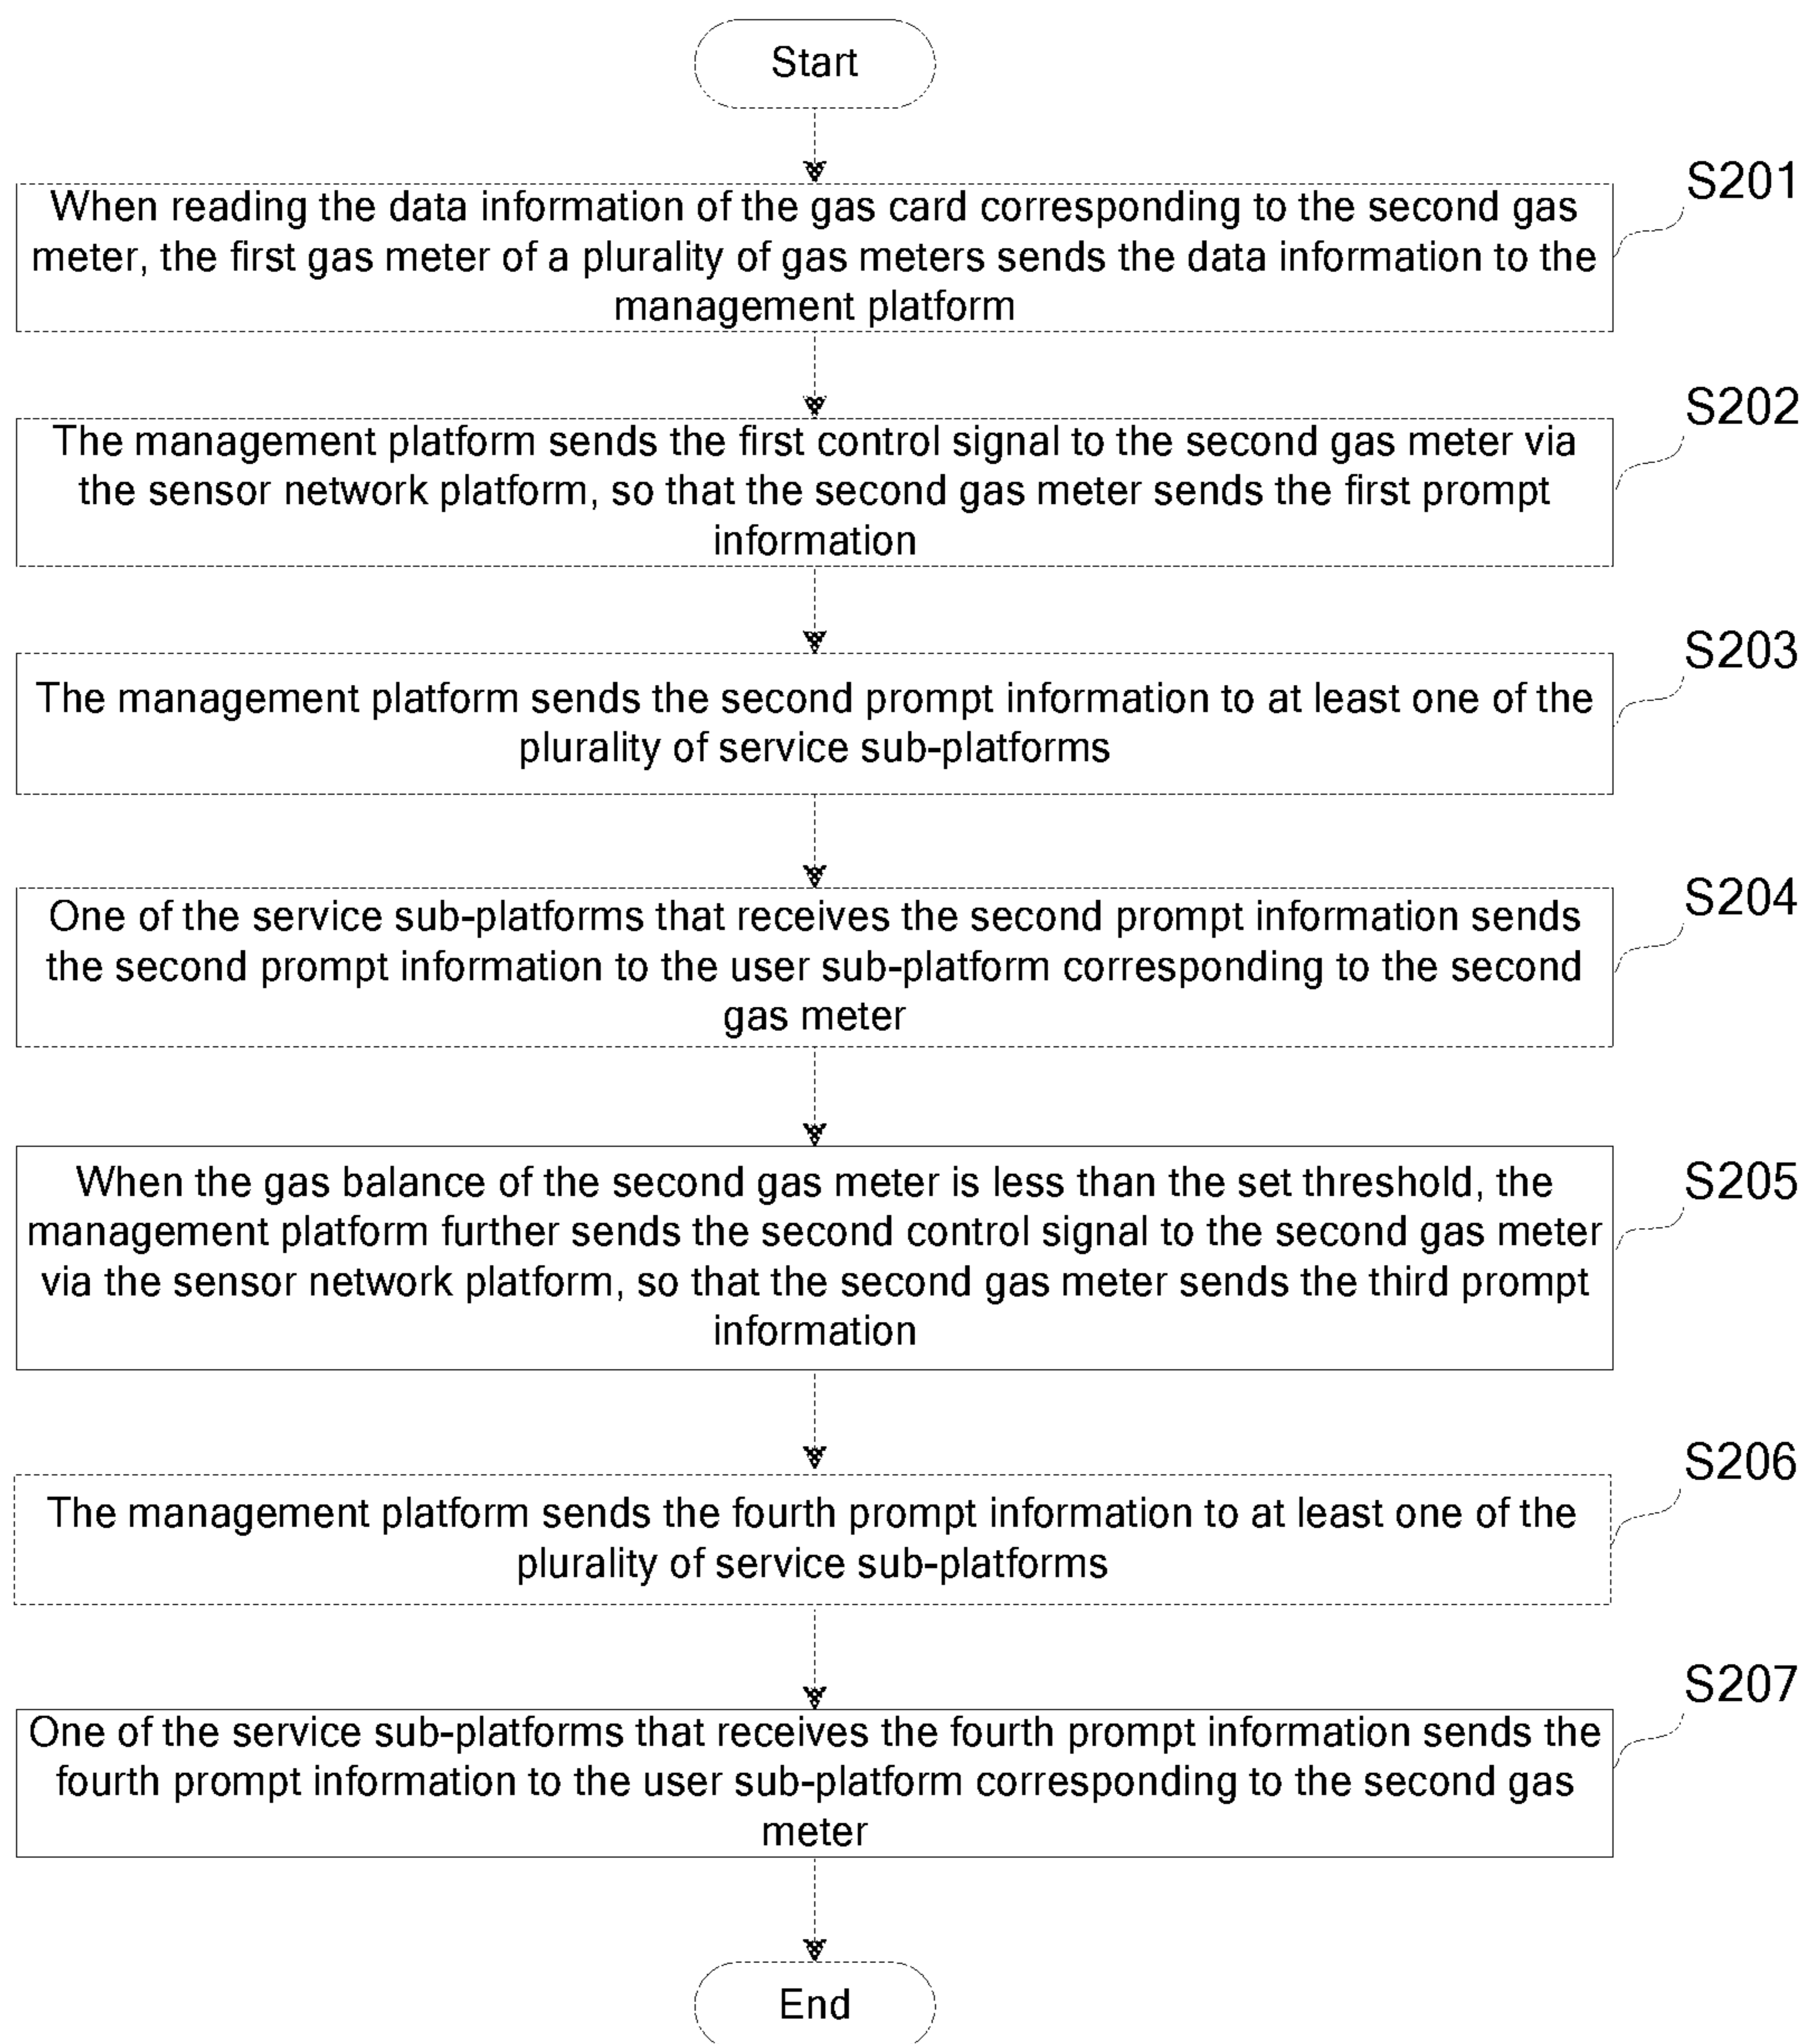 Start
S201
When reading the data information of the gas card corresponding to the second gas
meter, the first gas meter of a plurality of gas meters sends the data information to the
management platform
S202
The management platform sends the first control signal to the second gas meter via
the sensor network platform, so that the second gas meter sends the first prompt
information
S203
The management platform sends the second prompt information to at least one of the
plurality of service sub-platforms
S204
One of the service sub-platforms that receives the second prompt information sends
the second prompt information to the user sub-platform corresponding to the second
gas meter
S205
When the gas balance of the second gas meter is less than the set threshold, the
management platform further sends the second control signal to the second gas meter
via the sensor network platform, so that the second gas meter sends the third prompt
information
S206
The management platform sends the fourth prompt information to at least one of the
plurality of service sub-platforms
S207
One of the service sub-platforms that receives the fourth prompt information sends the
fourth prompt information to the user sub-platform corresponding to the second gas
meter
End